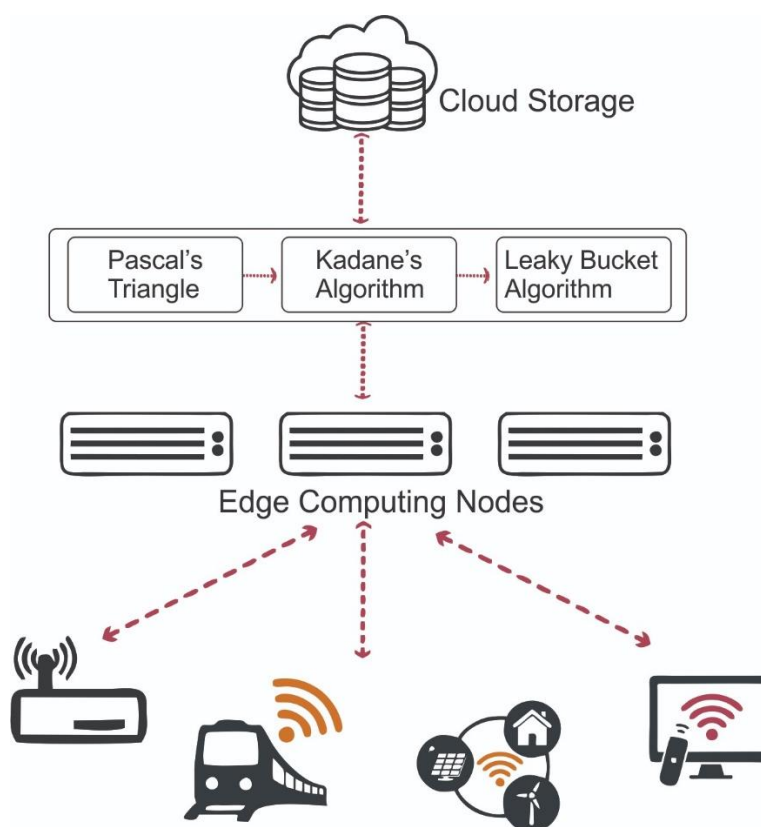 Cloud Storage
Pascal's
Triangle
Kadane's
Algorithm
Leaky Bucket
Algorithm
Edge Computing Nodes